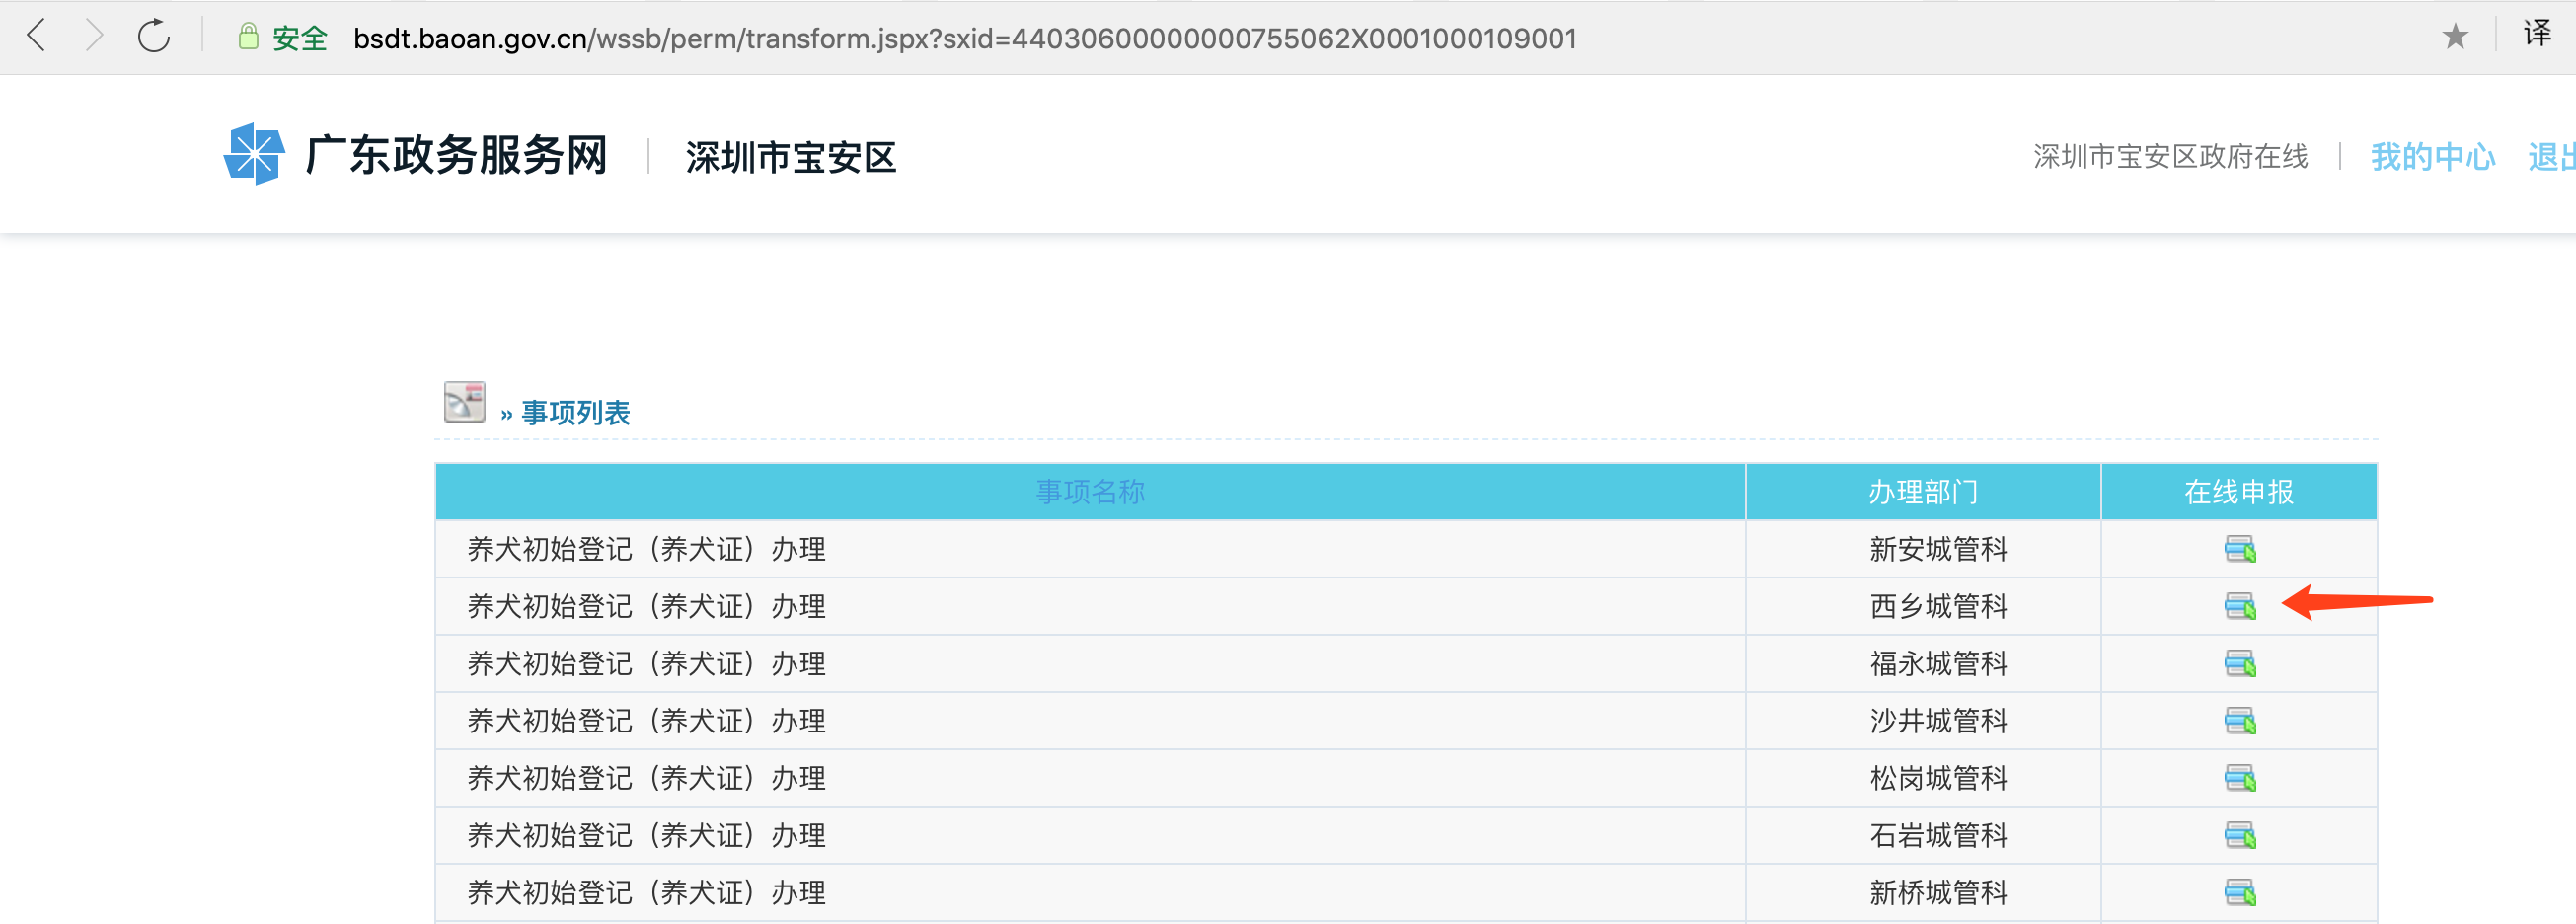 安全 bsdt.baoan.gov.cn/wssb/perm/transform.jspx?sxid=44030600000000755062X0001000109001 译
广东政务服务网 深圳市宝安区 深圳市宝安区政府在线 我的中心 退出
» 事项列表
事项名称 办理部门 在线申报
养犬初始登记（养犬证）办理 新安城管科
养犬初始登记（养犬证）办理 西乡城管科
养犬初始登记（养犬证）办理 福永城管科
养犬初始登记（养犬证）办理 沙井城管科
养犬初始登记（养犬证）办理 松岗城管科
养犬初始登记（养犬证）办理 石岩城管科
养犬初始登记（养犬证）办理 新桥城管科